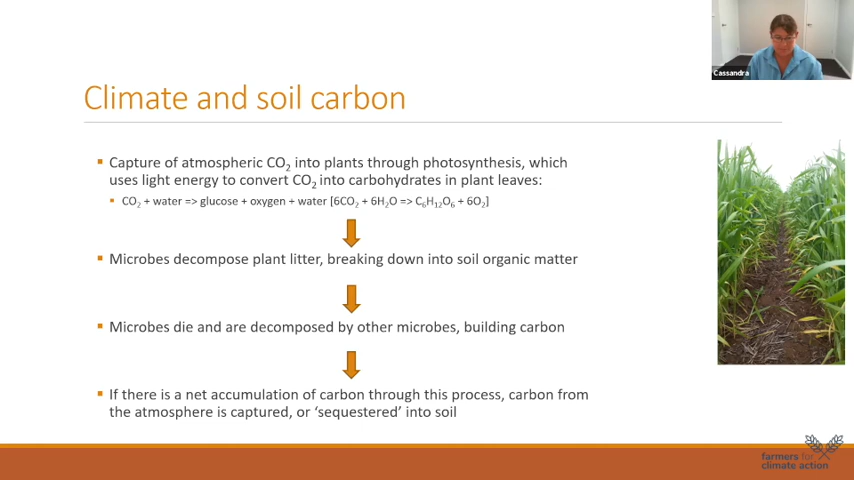 Cassandra
Climate and soil carbon
Capture of atmospheric CO₂ into plants through photosynthesis, which
uses light energy to convert CO₂ into carbohydrates in plant leaves:
CO₂ + water => glucose + oxygen + water [6CO₂ + 6H₂O => C₆H₁₂O₆ + 6O₂]
Microbes decompose plant litter, breaking down into soil organic matter
Microbes die and are decomposed by other microbes, building carbon
If there is a net accumulation of carbon through this process, carbon from
the atmosphere is captured, or ‘sequestered’ into soil
farmers for
climate action